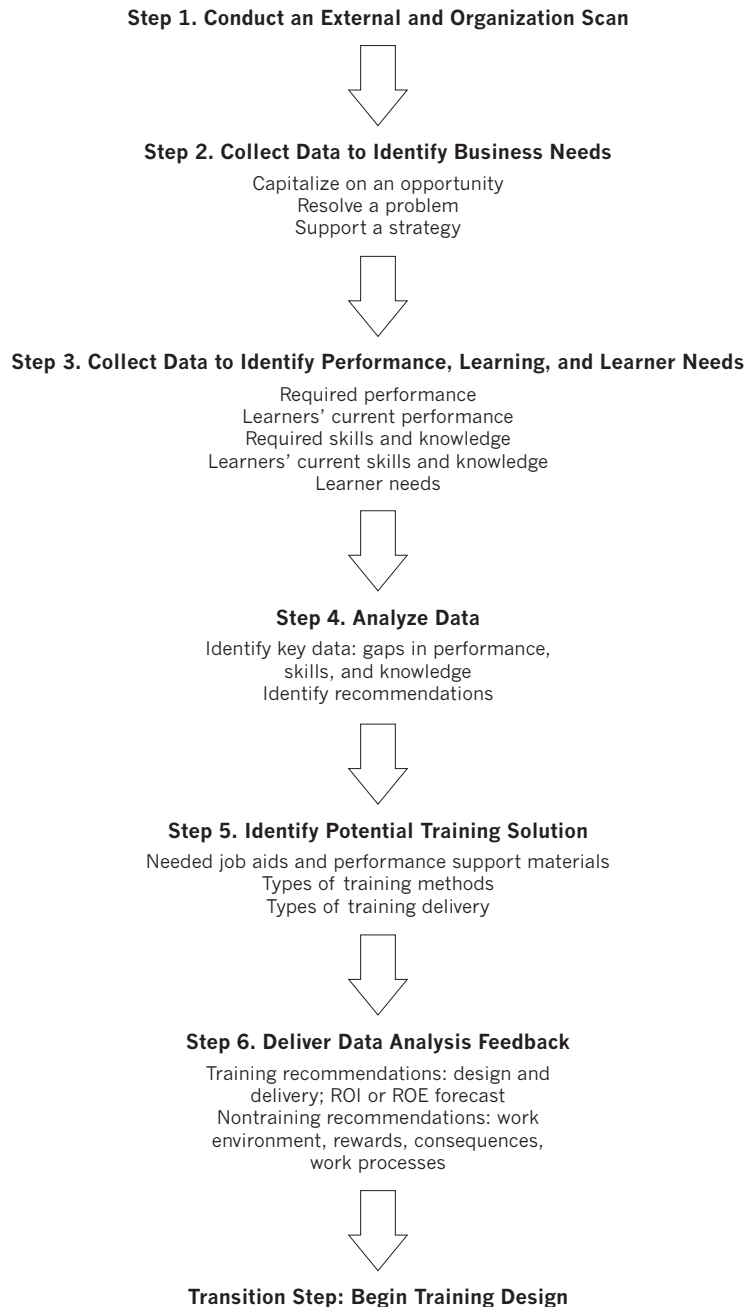 Step 1. Conduct an External and Organization Scan
Step 2. Collect Data to Identify Business Needs
Capitalize on an opportunity
Resolve a problem
Support a strategy
Step 3. Collect Data to Identify Performance, Learning, and Learner Needs
Required performance
Learners’ current performance
Required skills and knowledge
Learners’ current skills and knowledge
Learner needs
Step 4. Analyze Data
Identify key data: gaps in performance,
skills, and knowledge
Identify recommendations
Step 5. Identify Potential Training Solution
Needed job aids and performance support materials
Types of training methods
Types of training delivery
Step 6. Deliver Data Analysis Feedback
Training recommendations: design and
delivery; ROI or ROE forecast
Nontraining recommendations: work
environment, rewards, consequences,
work processes
Transition Step: Begin Training Design